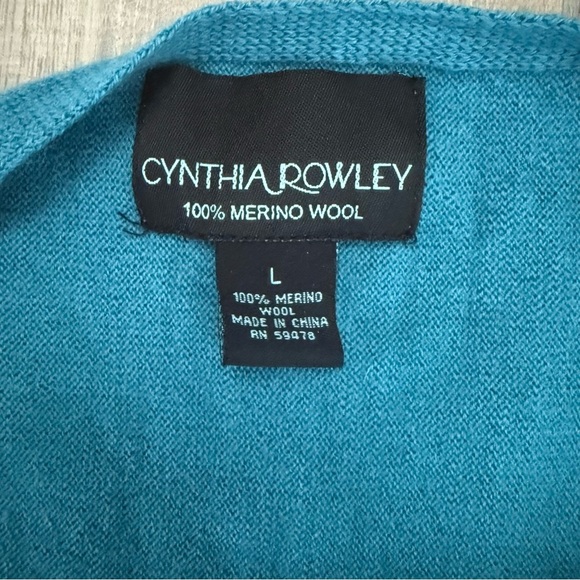 CYNTHIA ROWLEY
100% MERINO WOOL
L
100% MERINO
WOOL
MADE IN CHINA
RN 59478